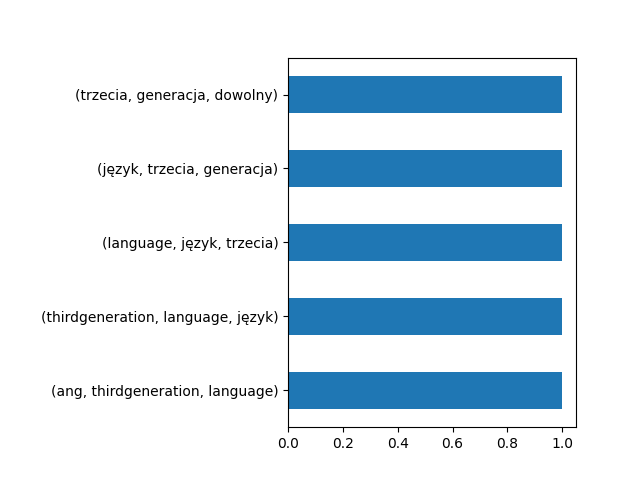 (trzecia, generacja, dowolny)
(język, trzecia, generacja)
(language, język, trzecia)
(thirdgeneration, language, język)
(ang, thirdgeneration, language)
0.0 0.2 0.4 0.6 0.8 1.0